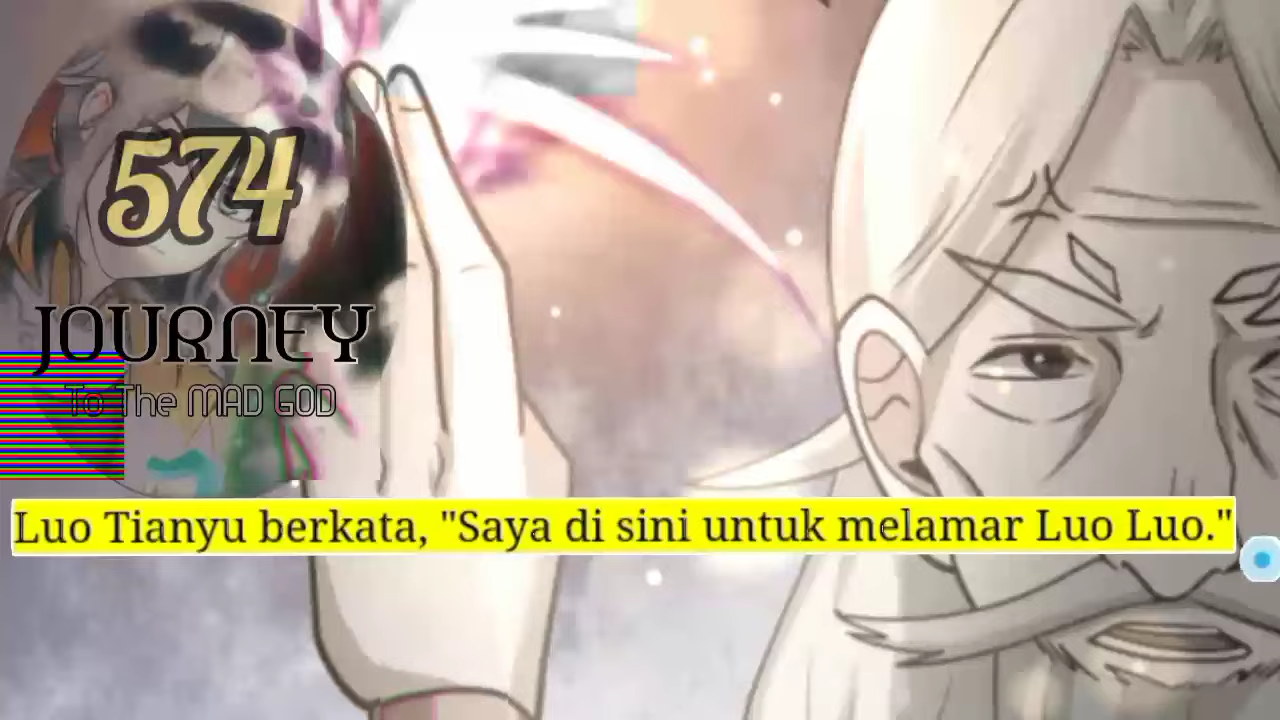 574
JOURNEY
To The MAD GOD
Luo Tianyu berkata, "Saya di sini untuk melamar Luo Luo."